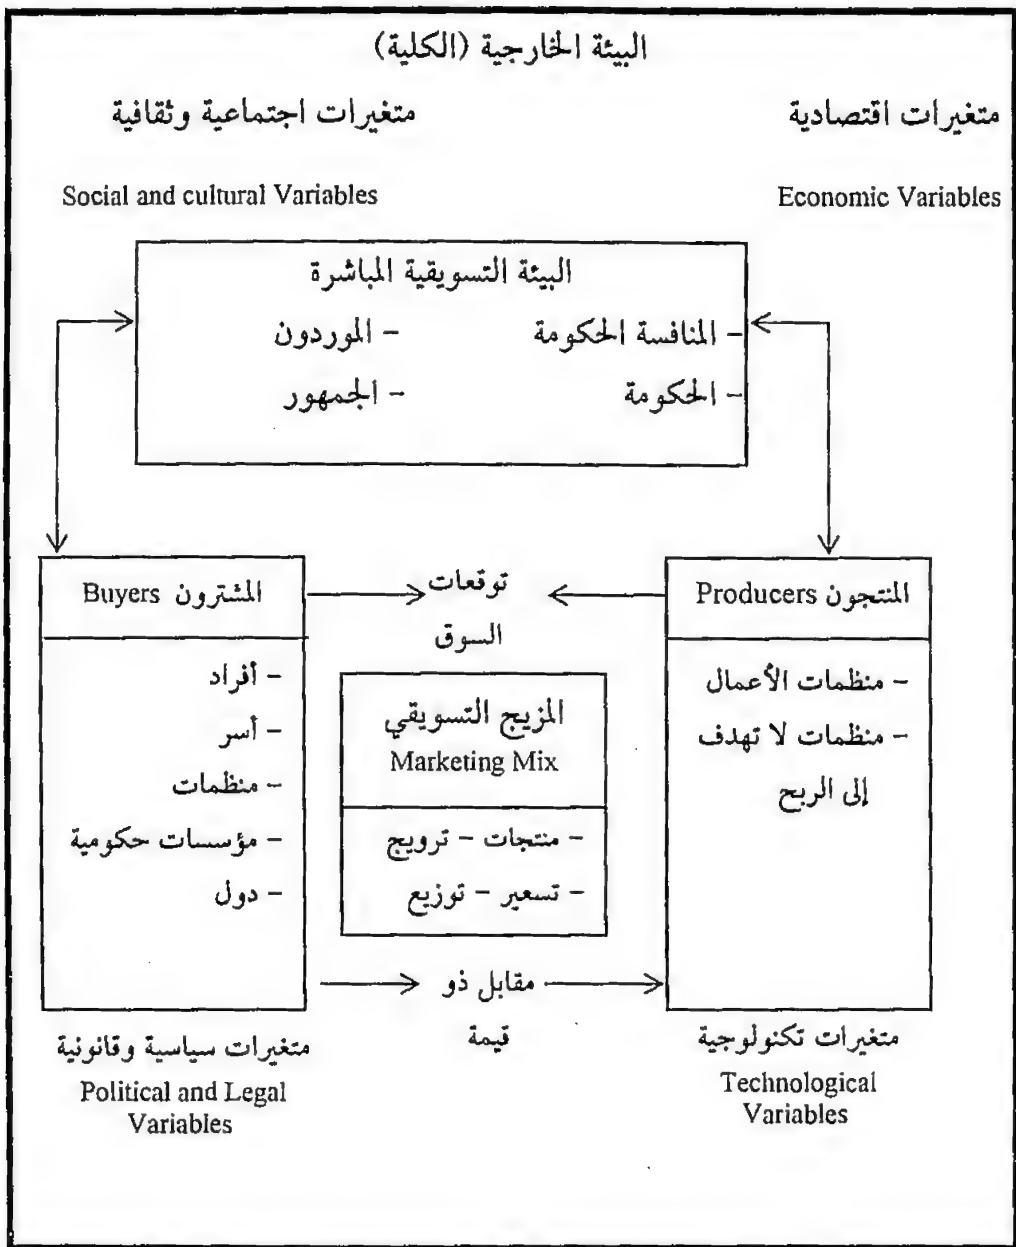 البيئة الخارجية (الكلية)
متغيرات اقتصادية
متغيرات اجتماعية وثقافية
Economic Variables
Social and cultural Variables
البيئة التسويقية المباشرة
- المنافسة الحكومة
- الموردون
- الحكومة
- الجمهور
المنتجون Producers
- منظمات الأعمال
- منظمات لا تهدف
إلى الربح
توقعات
السوق
المزيج التسويقي
Marketing Mix
- منتجات - ترويج
- تسعير - توزيع
مقابل ذو
قيمة
المشترون Buyers
- أفراد
- أسر
- منظمات
- مؤسسات حكومية
- دول
متغيرات تكنولوجية
Technological
Variables
متغيرات سياسية وقانونية
Political and Legal
Variables